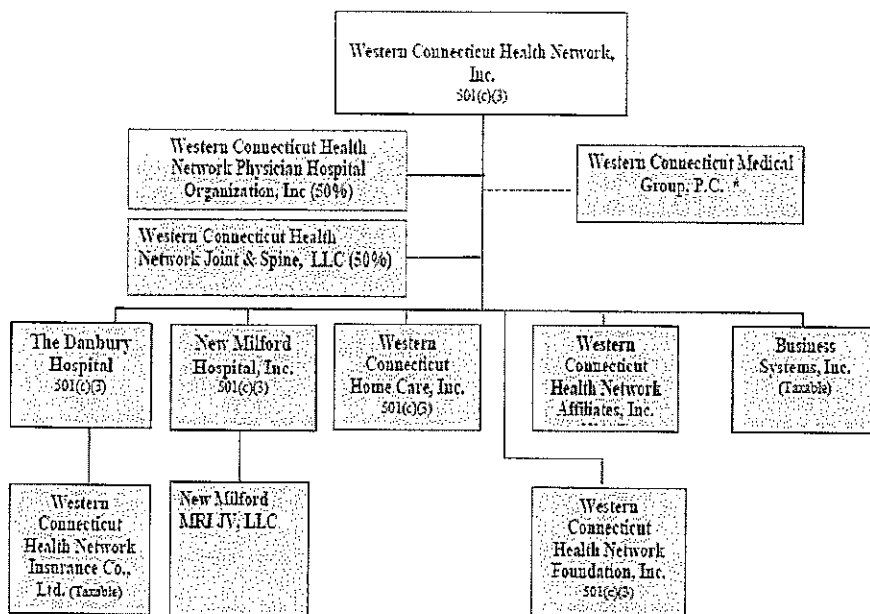 Western Connecticut Health Network,
Inc.
501(c)(3)
Western Connecticut Health
Network Physician Hospital
Organization, Inc (50%)
Western Connecticut Medical
Group, P.C. *
Western Connecticut Health
Network Joint & Spine, LLC (50%)
The Danbury
Hospital
501(c)(3)
New Milford
Hospital, Inc.
501(c)(3)
Western
Connecticut
Home Care, Inc.
501(c)(3)
Western
Connecticut
Health Network
Affiliates, Inc.
Business
Systems, Inc.
(Taxable)
Western
Connecticut
Health Network
Insurance Co.,
Ltd. (Taxable)
New Milford
MRI JV, LLC
Western
Connecticut
Health Network
Foundation, Inc.
501(c)(3)